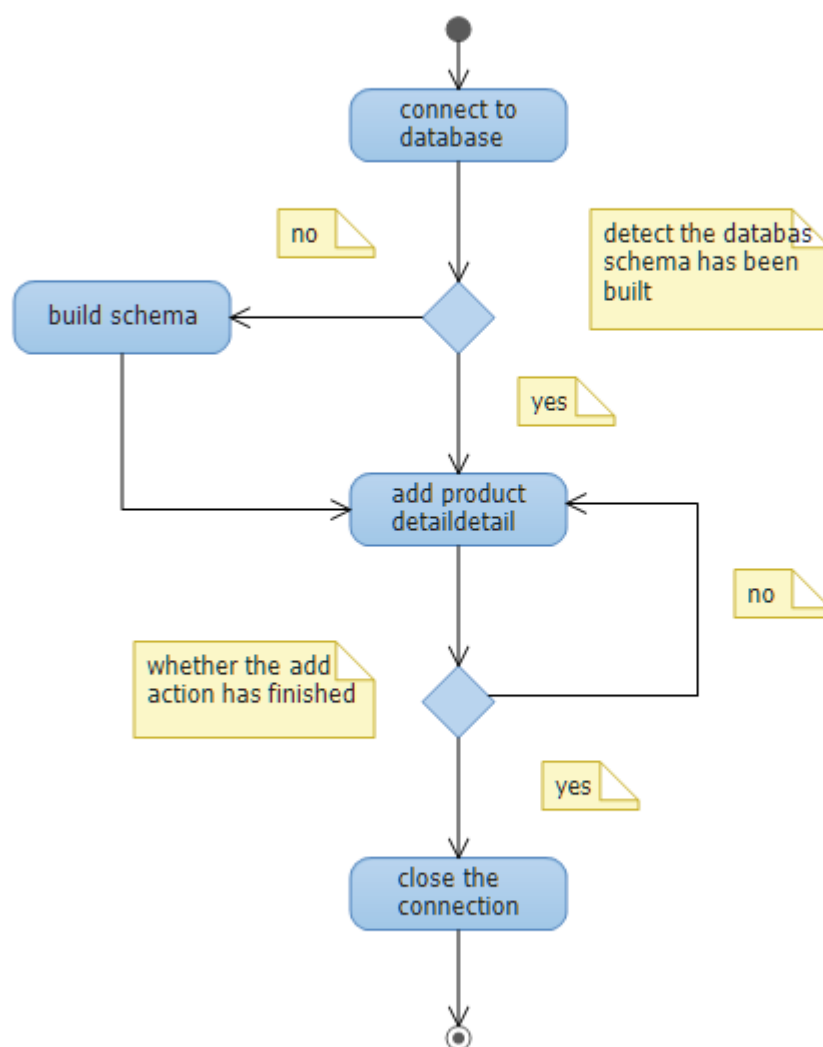 connect to
database
no
detect the databas
schema has been
built
build schema
yes
add product
detaildetail
no
whether the add
action has finished
yes
close the
connection